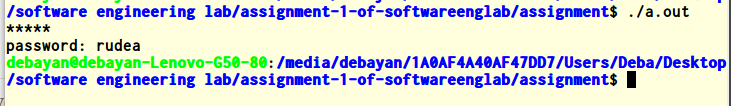 /software engineering lab/assignment-1-of-softwareenglab/assignment$ ./a.out
*****
password: rudea
debayan@debayan-Lenovo-G50-80:/media/debayan/1A0AF4A40AF47DD7/Users/Deba/Desktop
/software engineering lab/assignment-1-of-softwareenglab/assignment$